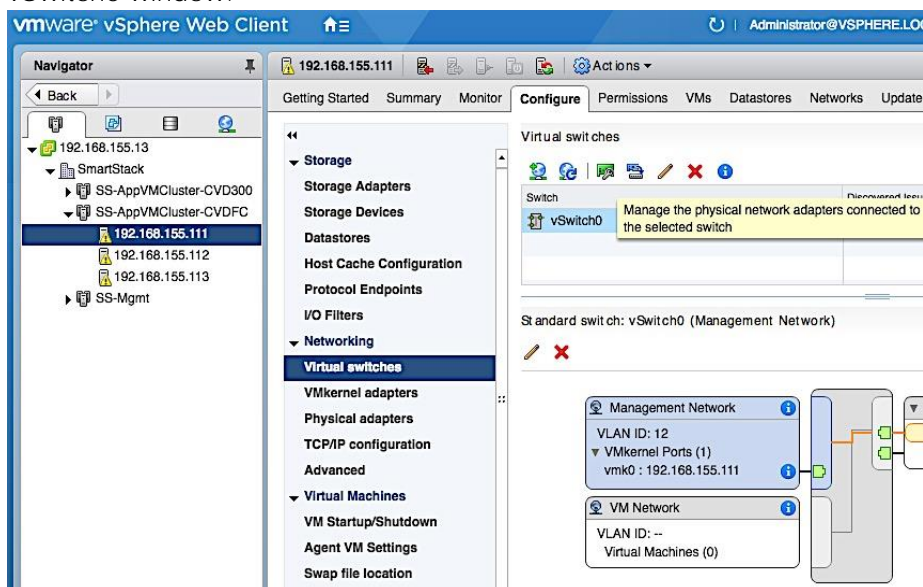 vmware® vSphere Web Client
Administrator@VSPHERE.LO
Navigator
Back
192.168.155.13
SmartStack
SS-AppVMCluster-CVD300
SS-AppVMCluster-CVDFC
192.168.155.111
192.168.155.112
192.168.155.113
SS-Mgmt
192.168.155.111
Actions
Getting Started Summary Monitor Configure Permissions VMs Datastores Networks Update
Storage
Storage Adapters
Storage Devices
Datastores
Host Cache Configuration
Protocol Endpoints
I/O Filters
Networking
Virtual switches
VMkernel adapters
Physical adapters
TCP/IP configuration
Advanced
Virtual Machines
VM Startup/Shutdown
Agent VM Settings
Swap file location
Virtual switches
Switch
vSwitch0
Manage the physical network adapters connected to
the selected switch
Standard switch: vSwitch0 (Management Network)
Management Network
VLAN ID: 12
VMkernel Ports (1)
vmk0 : 192.168.155.111
VM Network
VLAN ID: --
Virtual Machines (0)